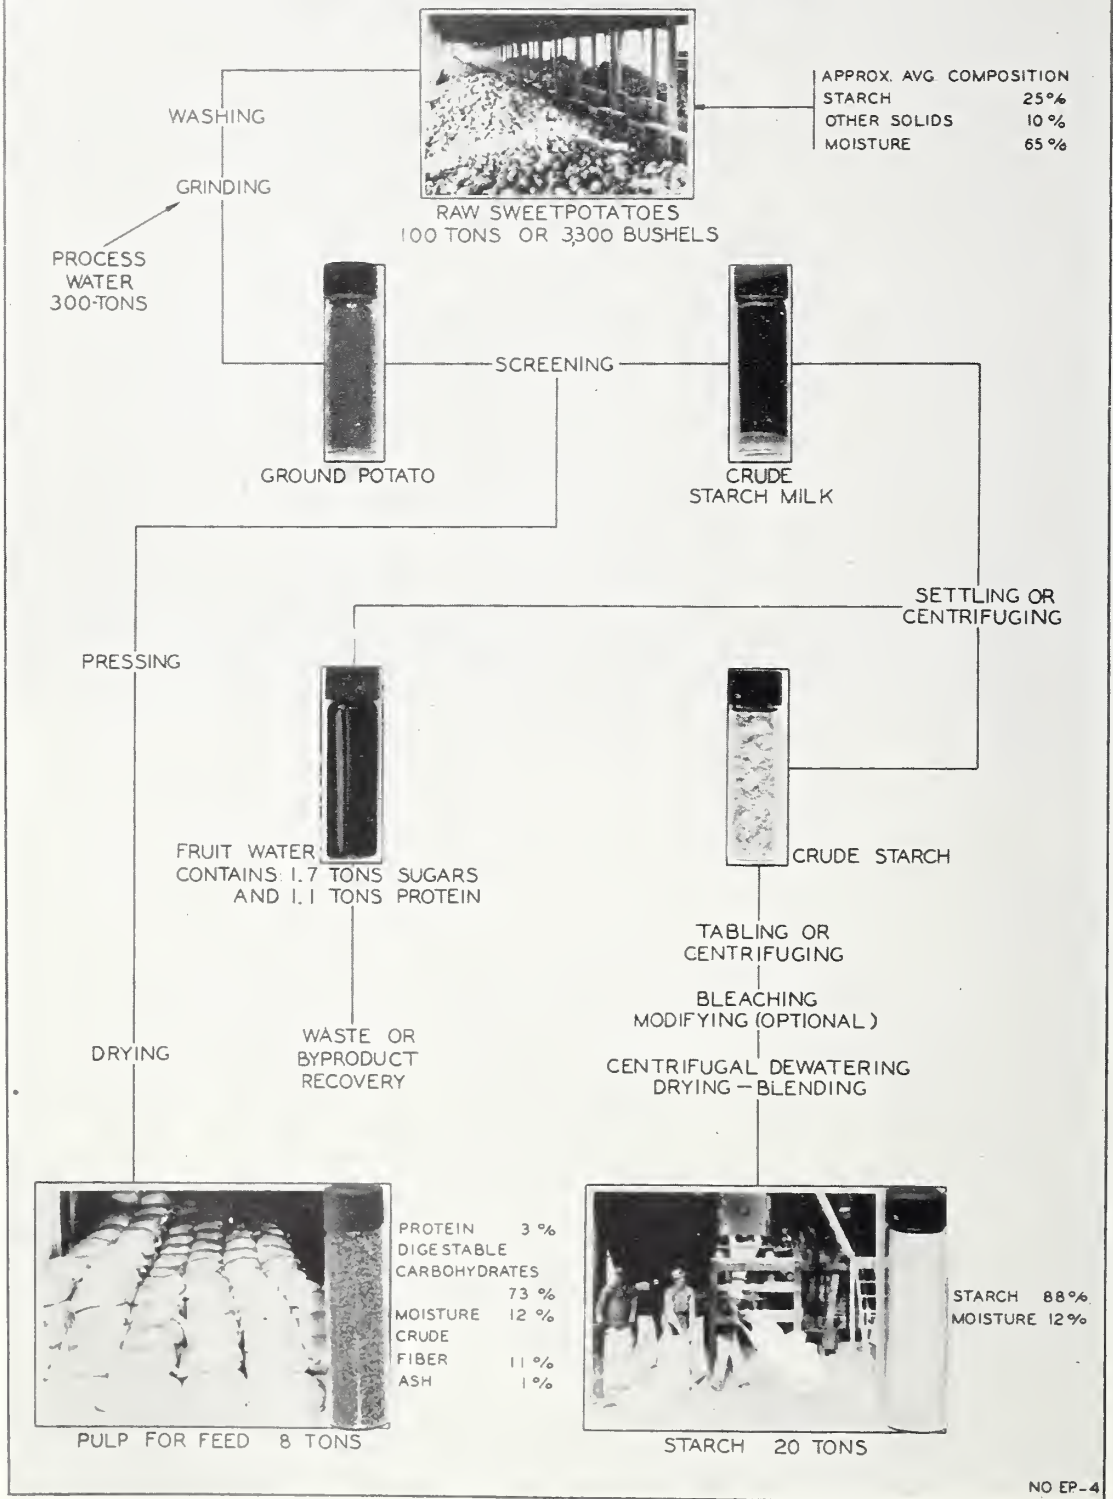 APPROX. AVG. COMPOSITION
STARCH 25%
OTHER SOLIDS 10%
MOISTURE 65%
WASHING
GRINDING
RAW SWEETPOTATOES
100 TONS OR 3,300 BUSHELS
PROCESS
WATER
300-TONS
SCREENING
GROUND POTATO
CRUDE
STARCH MILK
SETTLING OR
CENTRIFUGING
PRESSING
FRUIT WATER
CONTAINS: 1.7 TONS SUGARS
AND 1.1 TONS PROTEIN
CRUDE STARCH
TABLING OR
CENTRIFUGING
BLEACHING
MODIFYING (OPTIONAL)
WASTE OR
BYPRODUCT
RECOVERY
DRYING
CENTRIFUGAL DEWATERING
DRYING - BLENDING
PROTEIN 3%
DIGESTABLE
CARBOHYDRATES
73%
MOISTURE 12%
CRUDE
FIBER 11%
ASH 1%
STARCH 88%
MOISTURE 12%
PULP FOR FEED 8 TONS
STARCH 20 TONS
NO EP-4